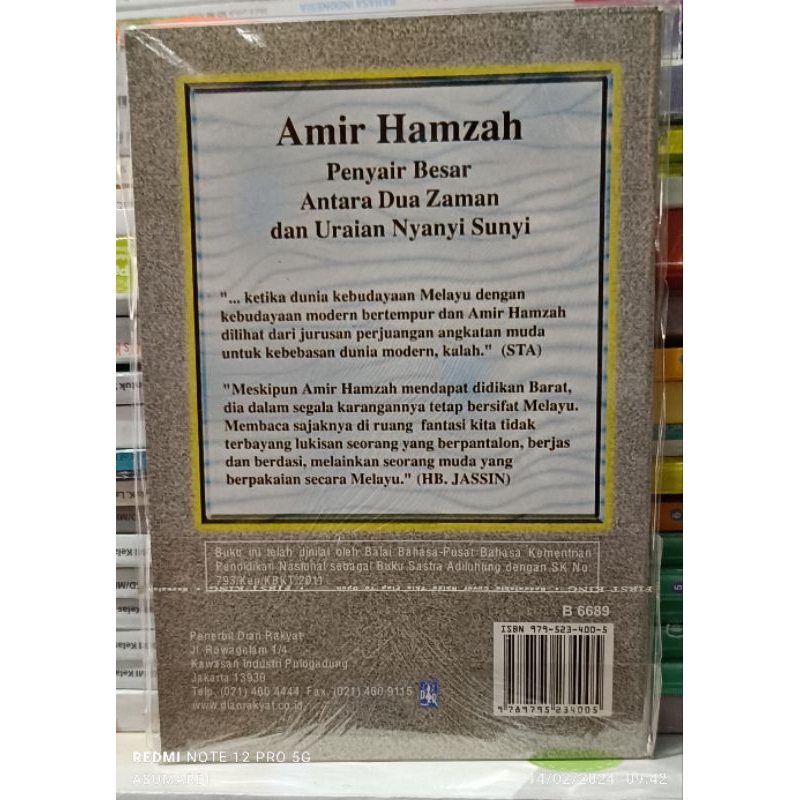 BAHASA INDONESIA
Amir Hamzah
Penyair Besar
Antara Dua Zaman
dan Uraian Nyanyi Sunyi
"... ketika dunia kebudayaan Melayu dengan
kebudayaan modern bertempur dan Amir Hamzah
dilihat dari jurusan perjuangan angkatan muda
untuk kebebasan dunia modern, kalah." (STA)
"Meskipun Amir Hamzah mendapat didikan Barat,
dia dalam segala karangannya tetap bersifat Melayu.
Membaca sajaknya di ruang fantasi kita tidak
terbayang lukisan seorang yang berpantalon, berjas
dan berdasi, melainkan seorang muda yang
berpakaian secara Melayu." (HB. JASSIN)
Buku ini telah dinilai oleh Balai Bahasa-Pusat Bahasa Kementrian
Pendidikan Nasional sebagai Buku Sastra Adiluhung dengan SK No
793/Kep/KBKT/2011
FIRST KING
B 6689
ISBN 979-523-400-5
Penerbit Dian Rakyat
Jl. Rawagelam 1/4
Kawasan Industri Pulogadung
Jakarta 13930
Telp. (021) 460 4444 Fax. (021) 460 9115
www.dianrakyat.co.id
9 789795 234005
REDMI NOTE 12 PRO 5G
14/02/2024 09:42